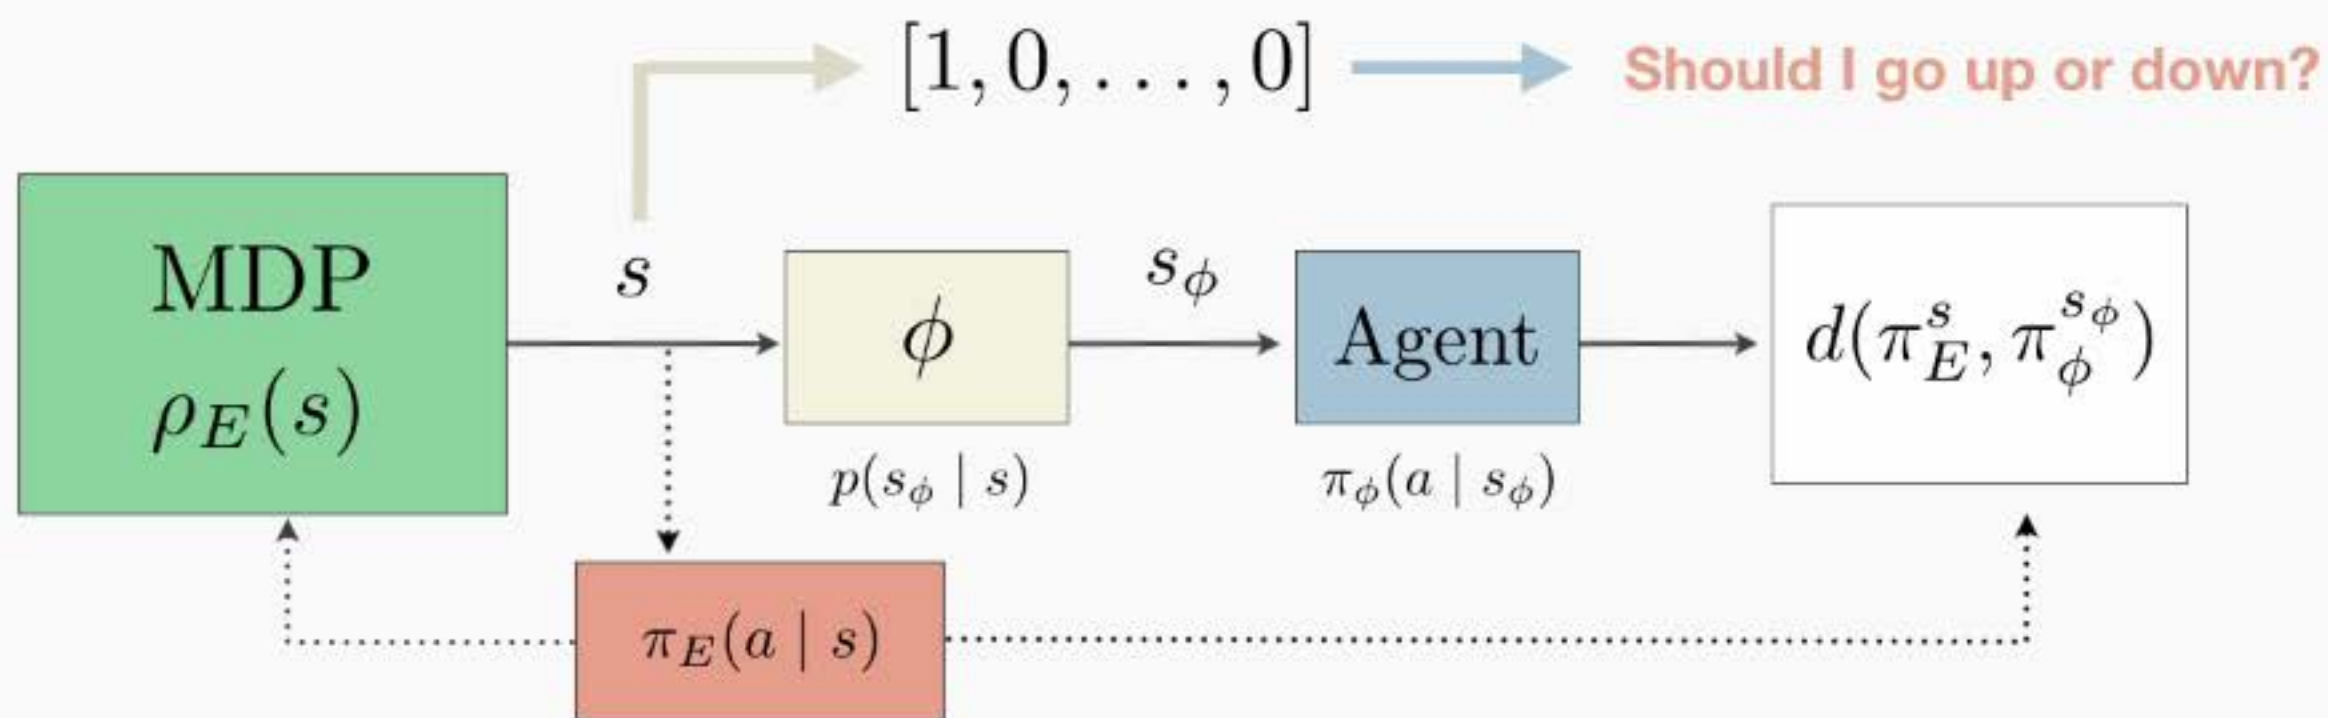 [1, 0, . . . , 0]
Should I go up or down?
MDP
ρ_E(s)
s
ϕ
p(s_ϕ | s)
s_ϕ
Agent
π_ϕ(a | s_ϕ)
d(π_E^s, π_ϕ^{s_ϕ})
π_E(a | s)